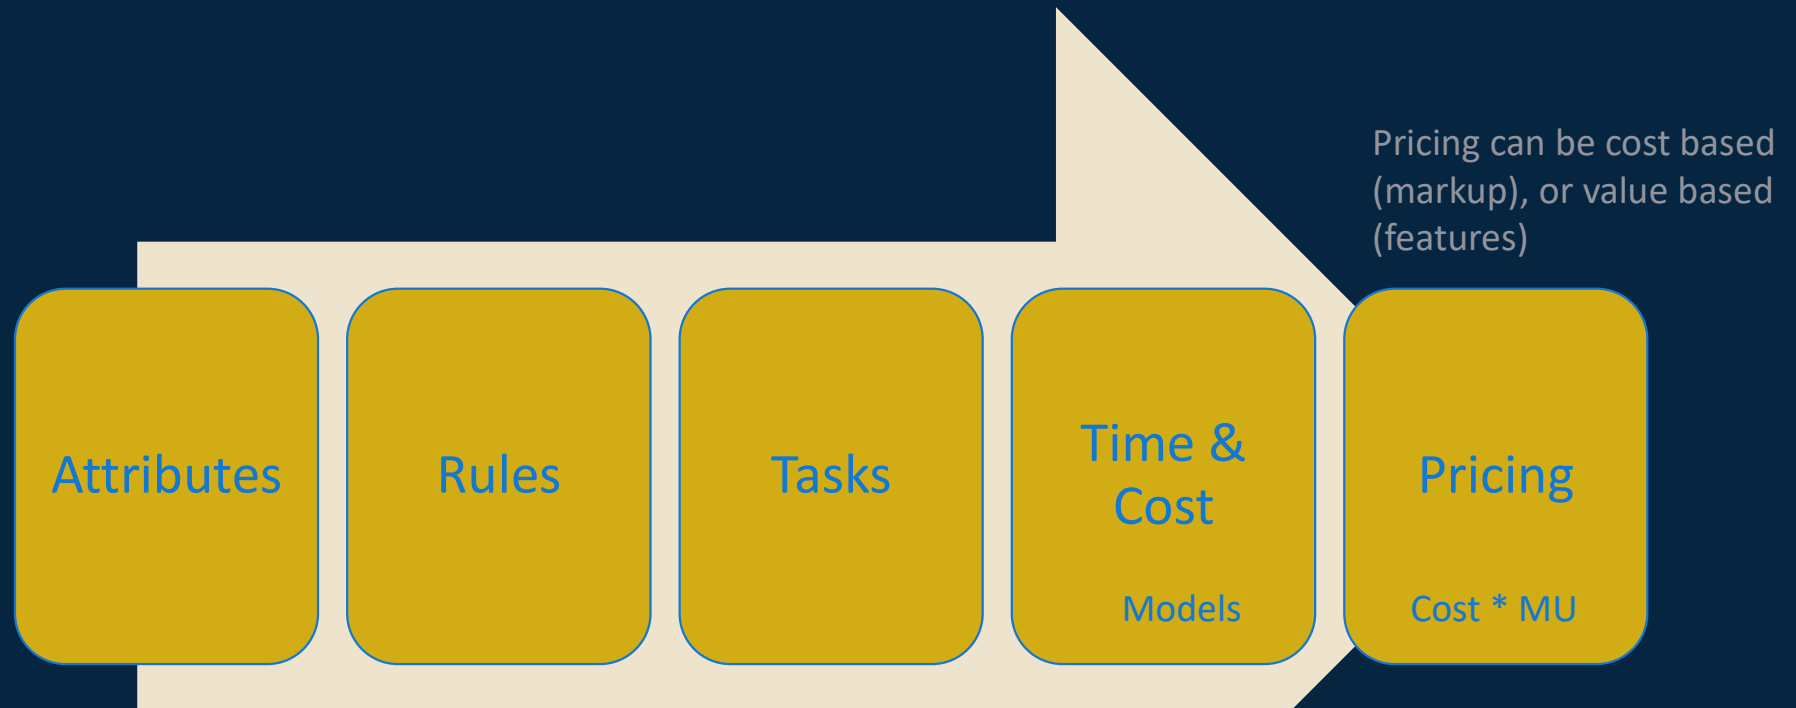 Pricing can be cost based
(markup), or value based
(features)
Attributes
Rules
Tasks
Time &
Cost
Models
Pricing
Cost * MU